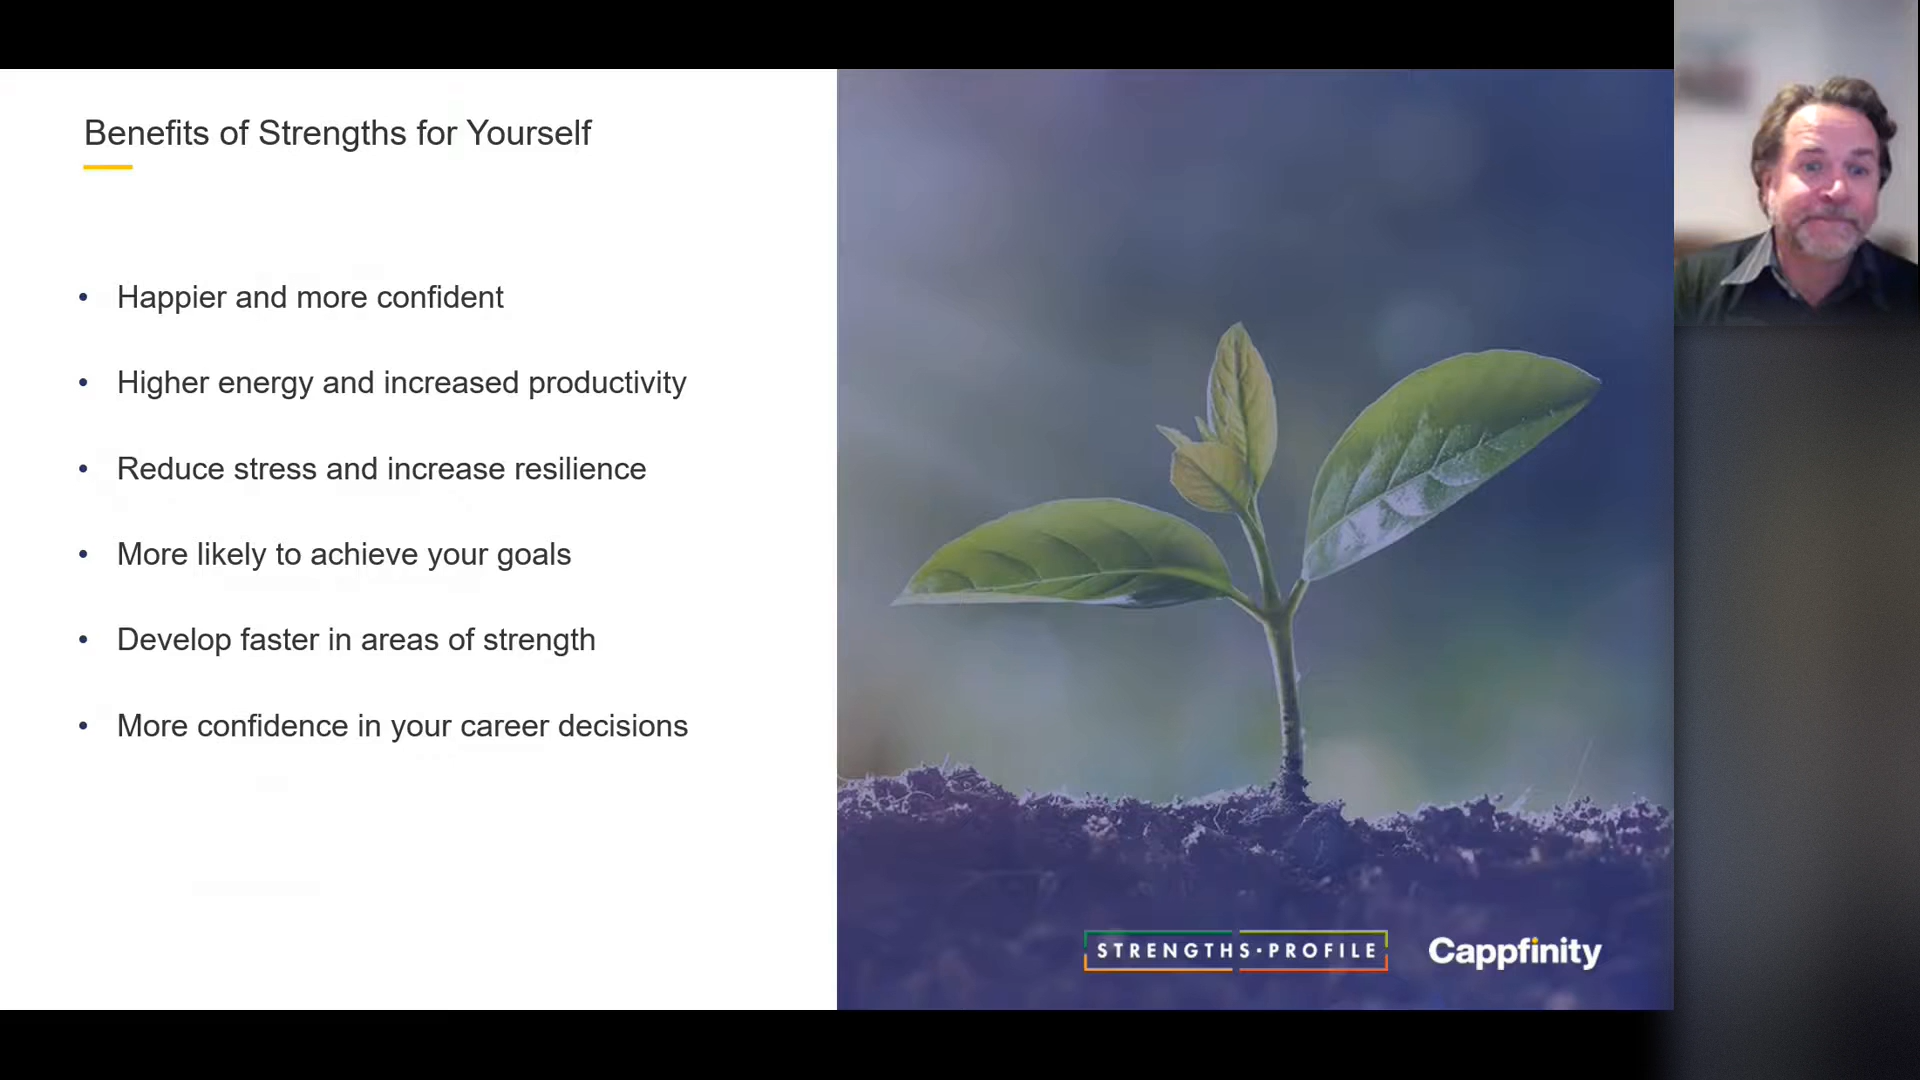 Benefits of Strengths for Yourself
• Happier and more confident
• Higher energy and increased productivity
• Reduce stress and increase resilience
• More likely to achieve your goals
• Develop faster in areas of strength
• More confidence in your career decisions
STRENGTHS·PROFILE
Cappfinity